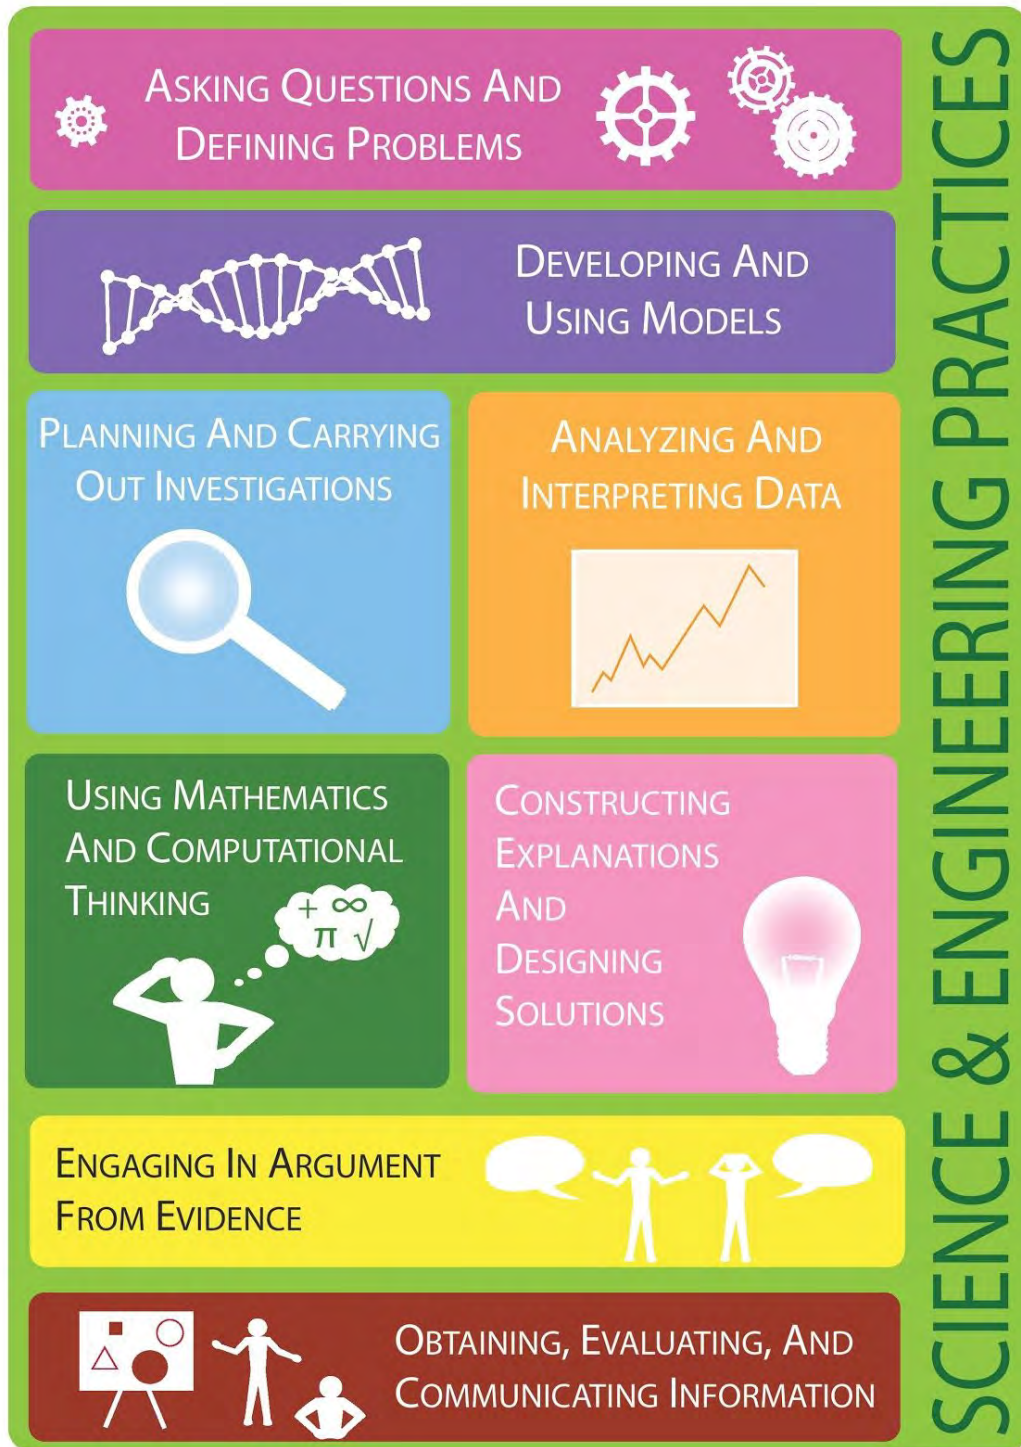 Asking Questions And
Defining Problems
Developing And
Using Models
Planning And Carrying
Out Investigations
Analyzing And
Interpreting Data
Using Mathematics
And Computational
Thinking
+ ∞
π √
Constructing
Explanations
And
Designing
Solutions
Engaging In Argument
From Evidence
Obtaining, Evaluating, And
Communicating Information
SCIENCE & ENGINEERING PRACTICES